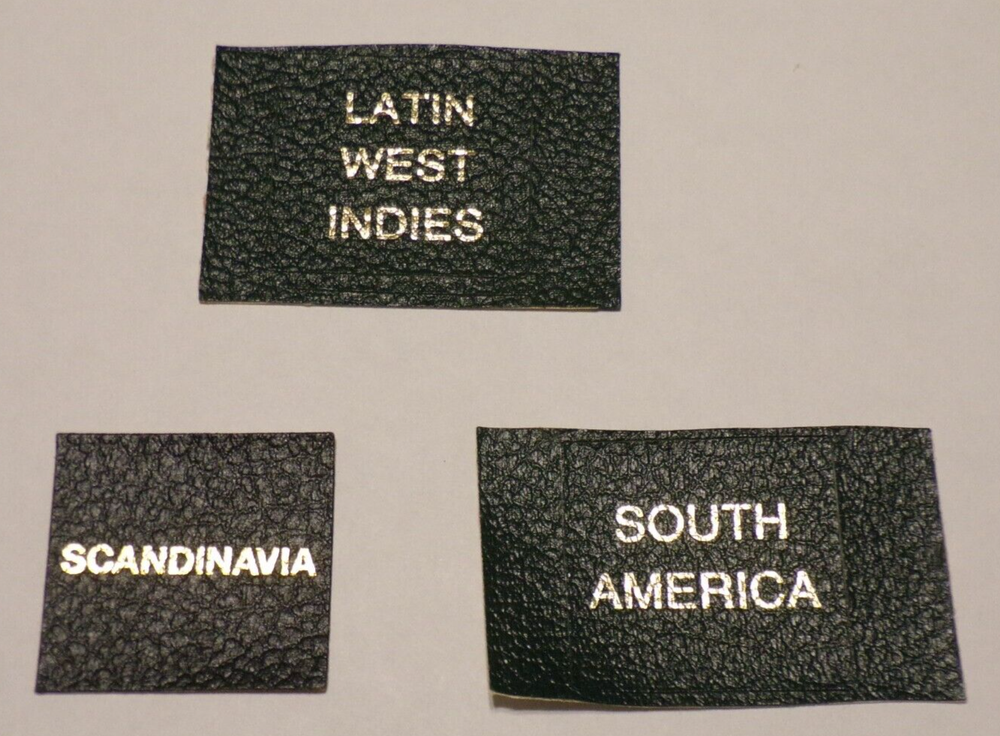 LATIN
WEST
INDIES
SCANDINAVIA
SOUTH
AMERICA